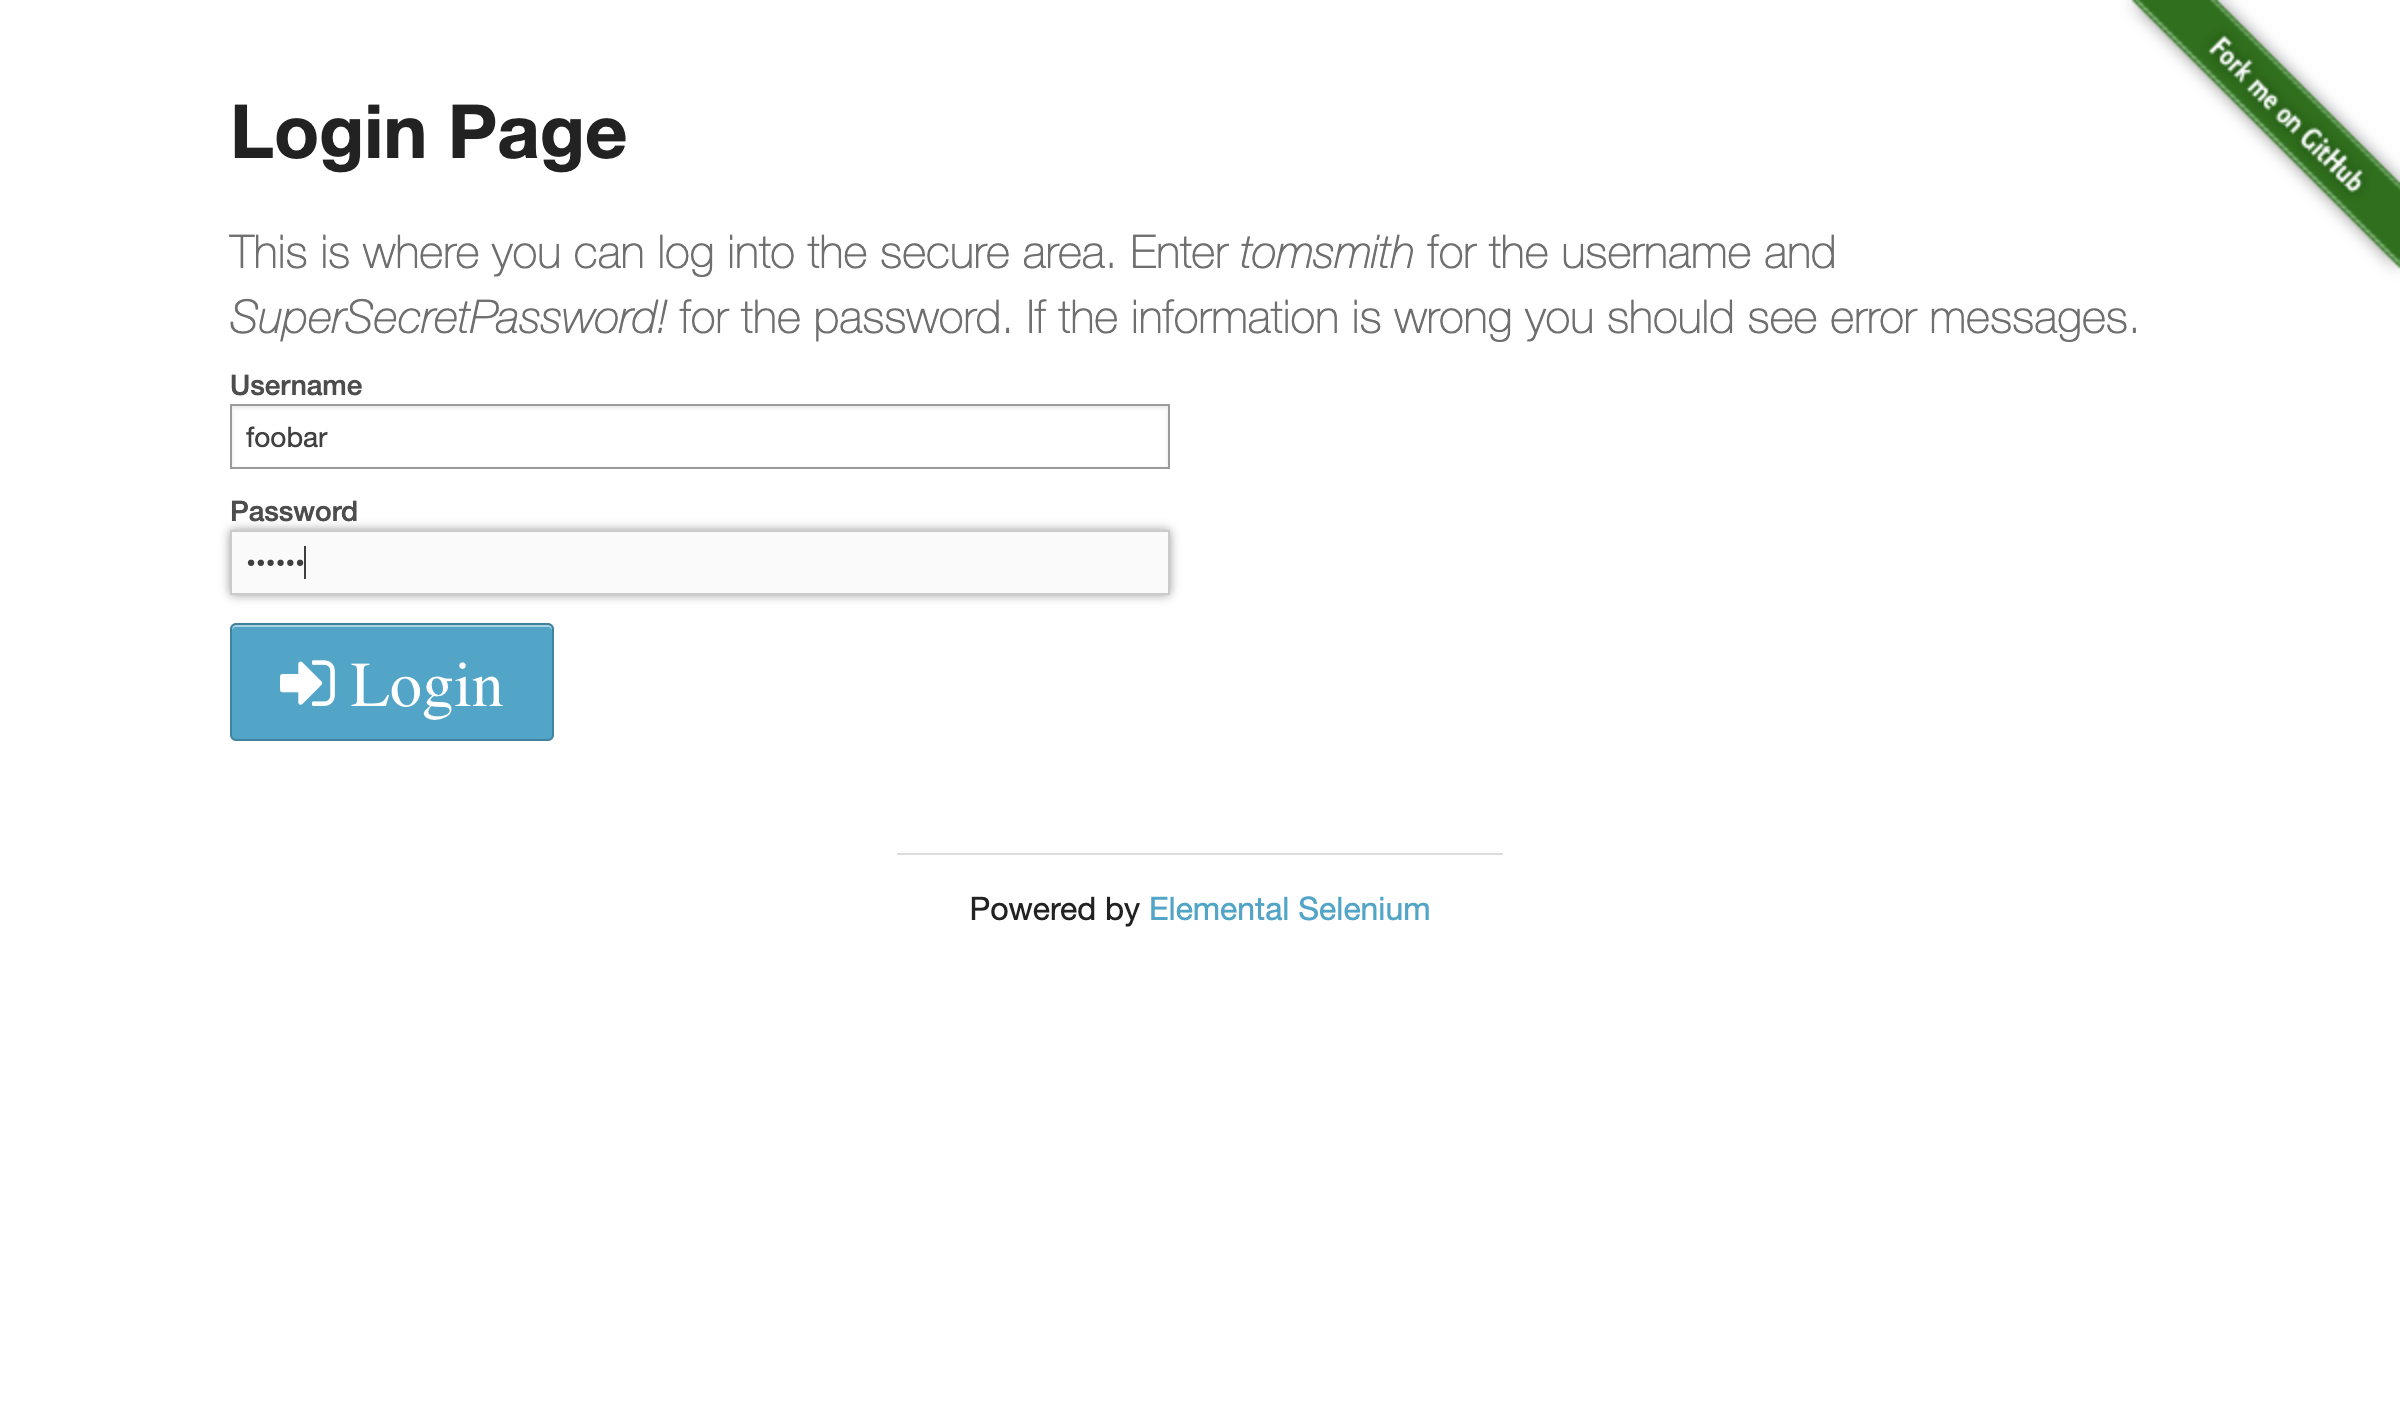 Fork me on GitHub
Login Page
This is where you can log into the secure area. Enter tomsmith for the username and
SuperSecretPassword! for the password. If the information is wrong you should see error messages.
Username
foobar
Password
••••••
Login
Powered by Elemental Selenium